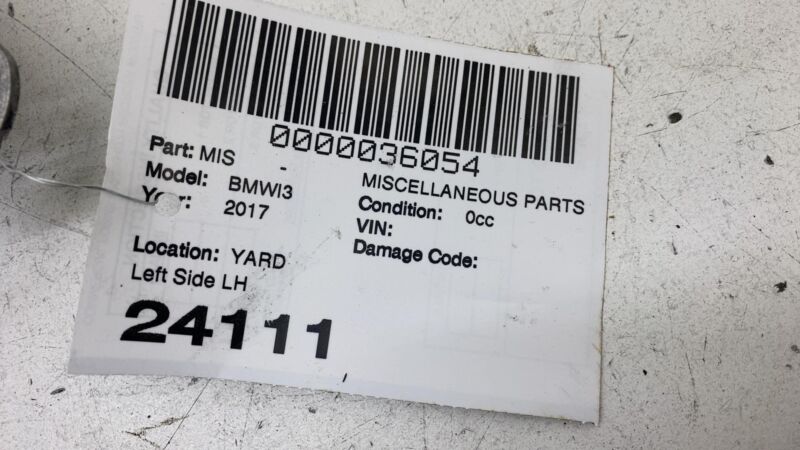 0000036054
Part: MIS - MISCELLANEOUS PARTS
Model: BMWI3 Condition: 0cc
Year: 2017 VIN:
Damage Code:
Location: YARD
Left Side LH
24111